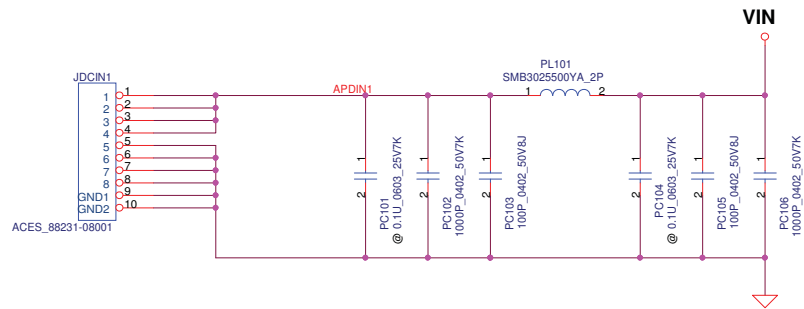 VIN
PL101
SMB3025500YA_2P
1 2
JDCIN1
APDIN1
1 1
2 2
3 3
4 4
5 5
6 6
7 7
8 8
GND1 9
GND2 10
ACES_88231-08001
1
2
PC101
@ 0.1U_0603_25V7K
1
2
PC102
1000P_0402_50V7K
1
2
PC103
100P_0402_50V8J
1
2
PC104
@ 0.1U_0603_25V7K
1
2
PC105
100P_0402_50V8J
1
2
PC106
1000P_0402_50V7K